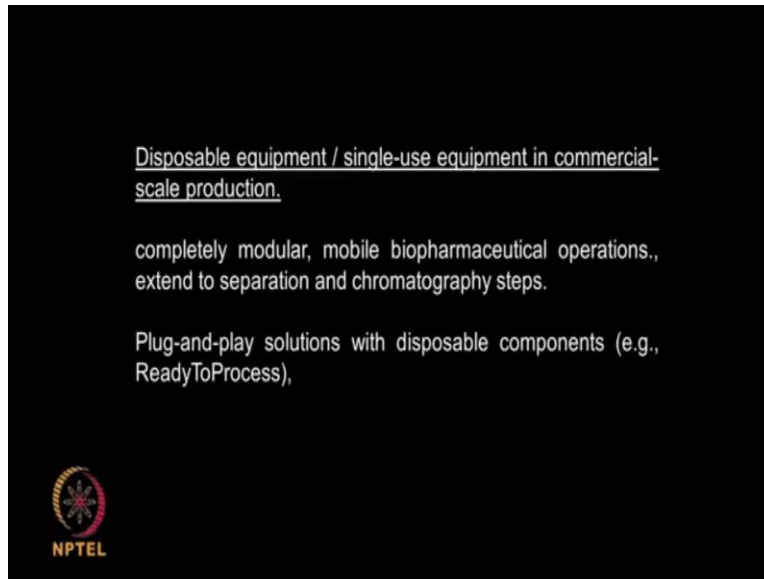 Disposable equipment / single-use equipment in commercial-
scale production.
completely modular, mobile biopharmaceutical operations.,
extend to separation and chromatography steps.
Plug-and-play solutions with disposable components (e.g.,
ReadyToProcess),
NPTEL